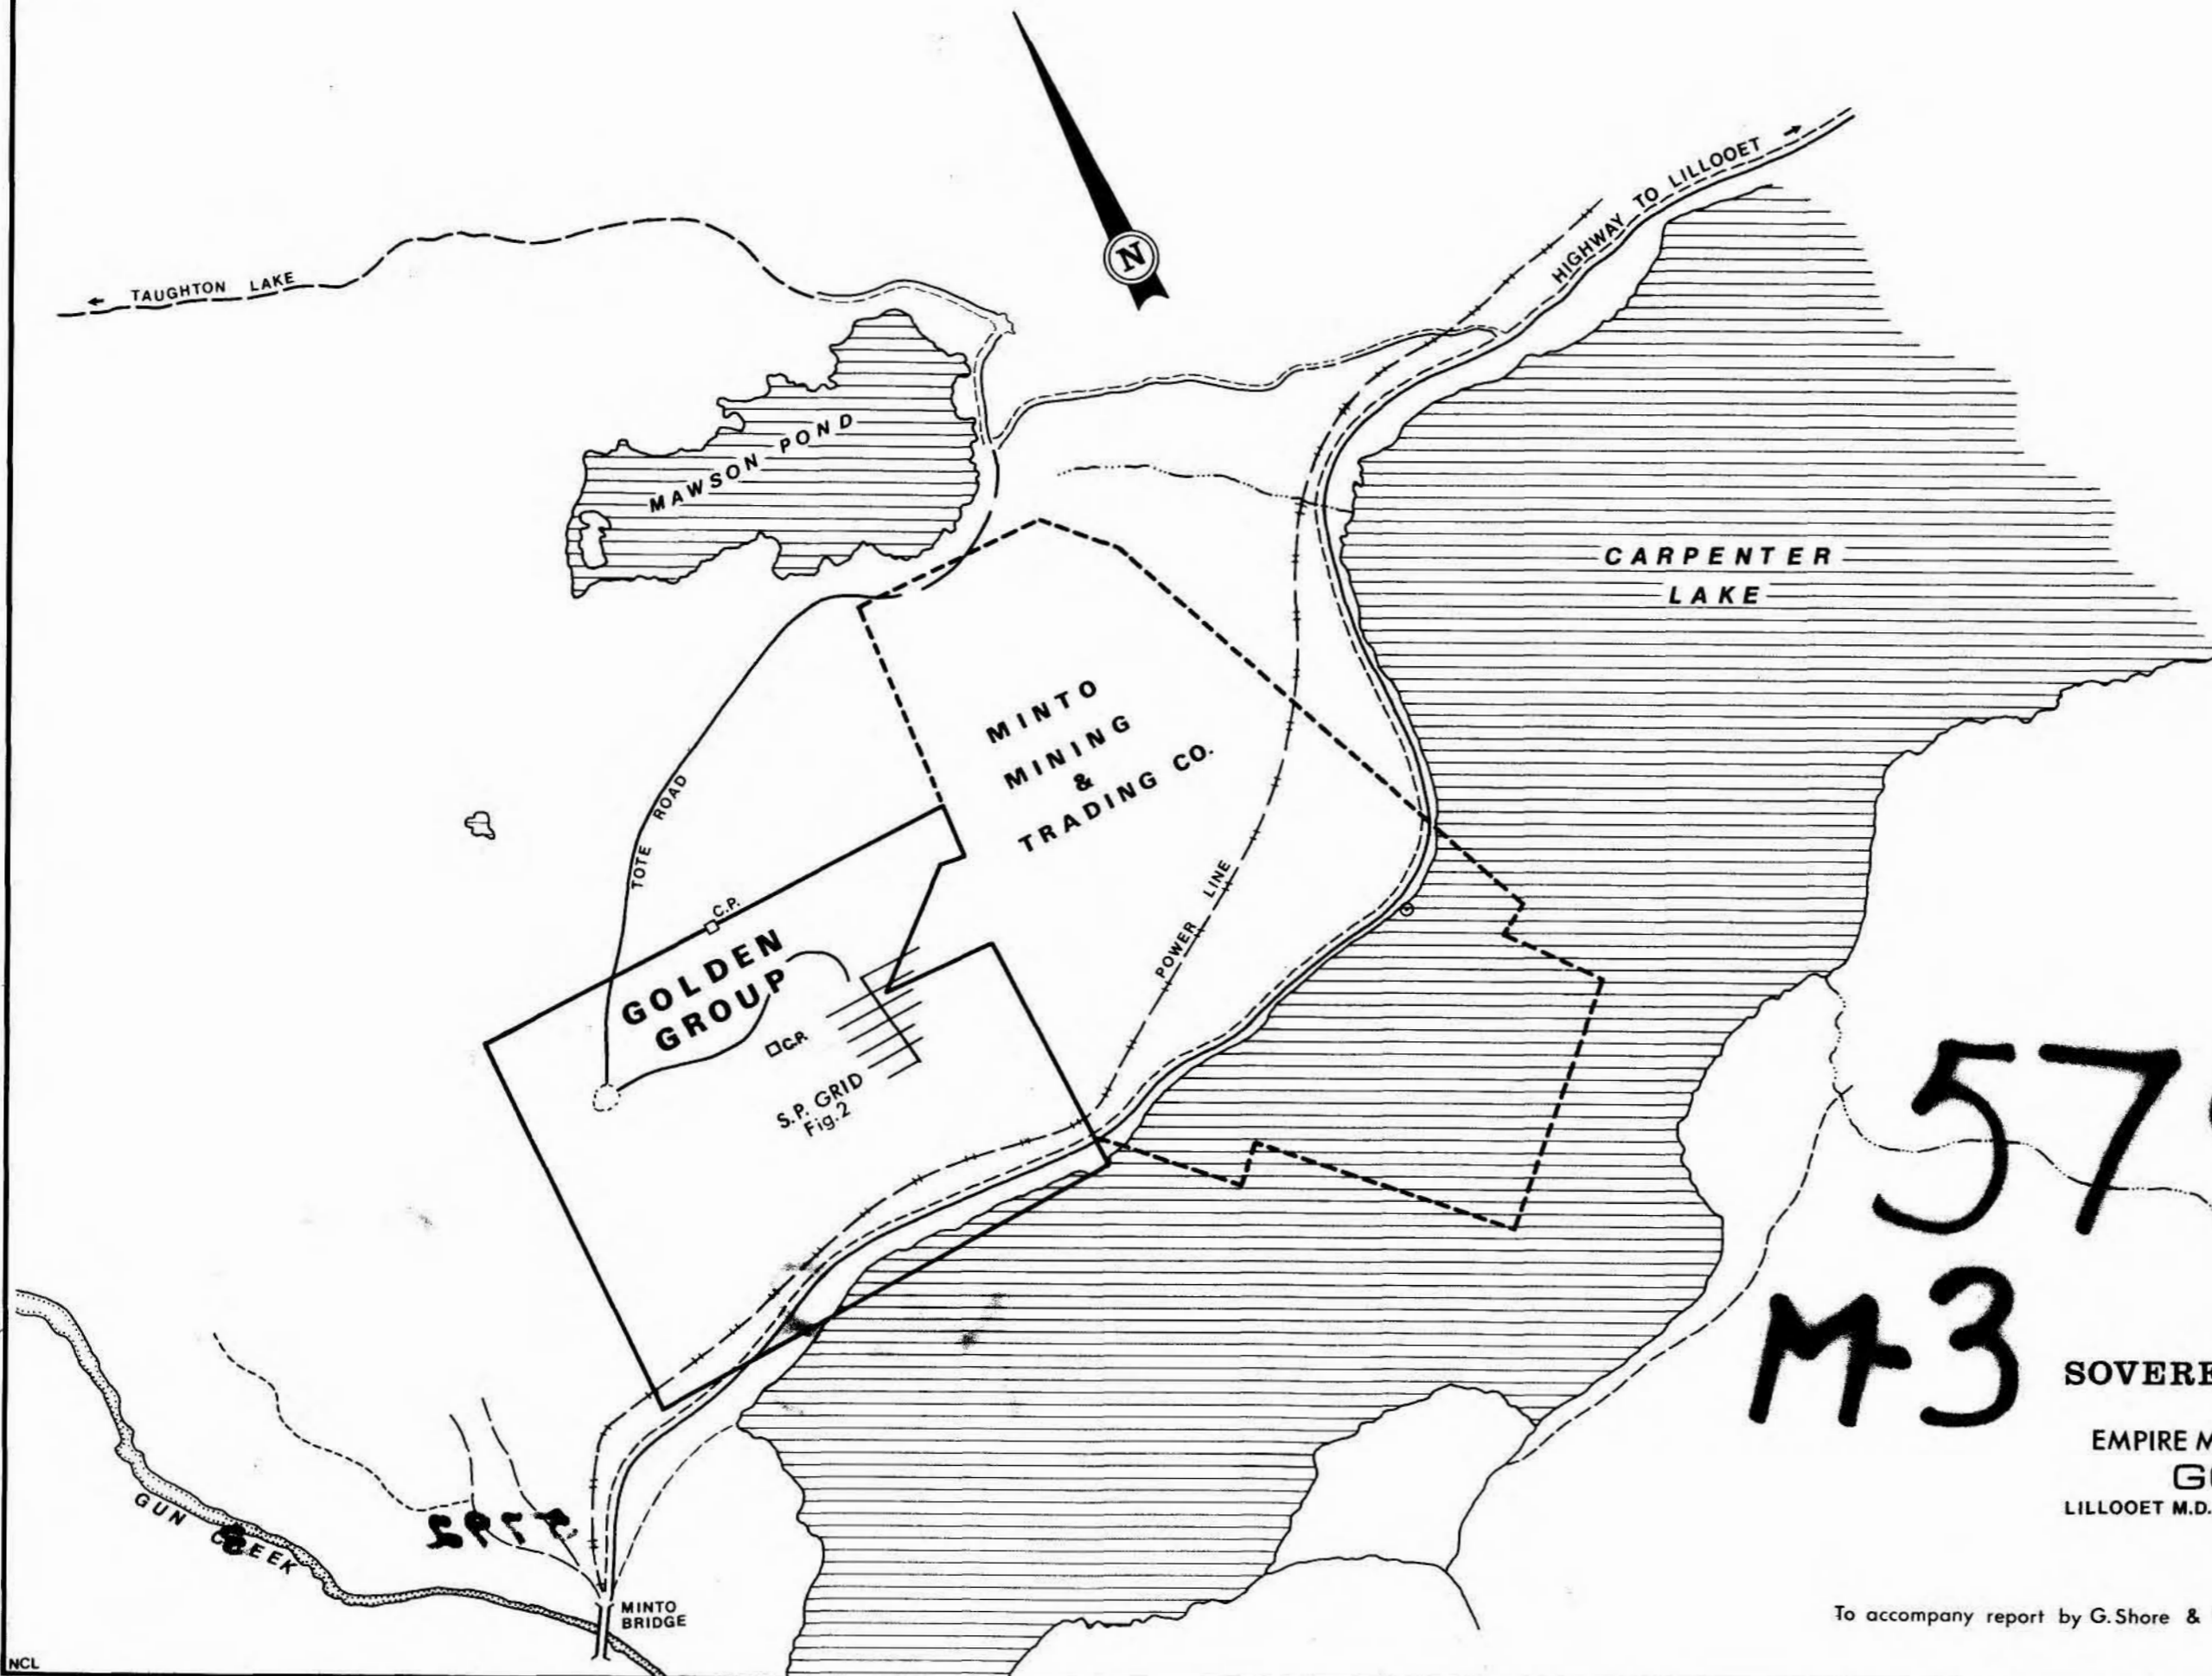 N
HIGHWAY TO LILLOOET
TAUGHTON LAKE
MAWSON POND
CARPENTER
LAKE
MINTO
MINING
&
TRADING CO.
TOTE ROAD
POWER LINE
C.P.
GOLDEN
GROUP
C.P.
S.P. GRID
Fig.2
57
M-3
SOVERE
EMPIRE M
G
LILLOOET M.D.
GUN CREEK
MINTO
BRIDGE
To accompany report by G.Shore &
NCL